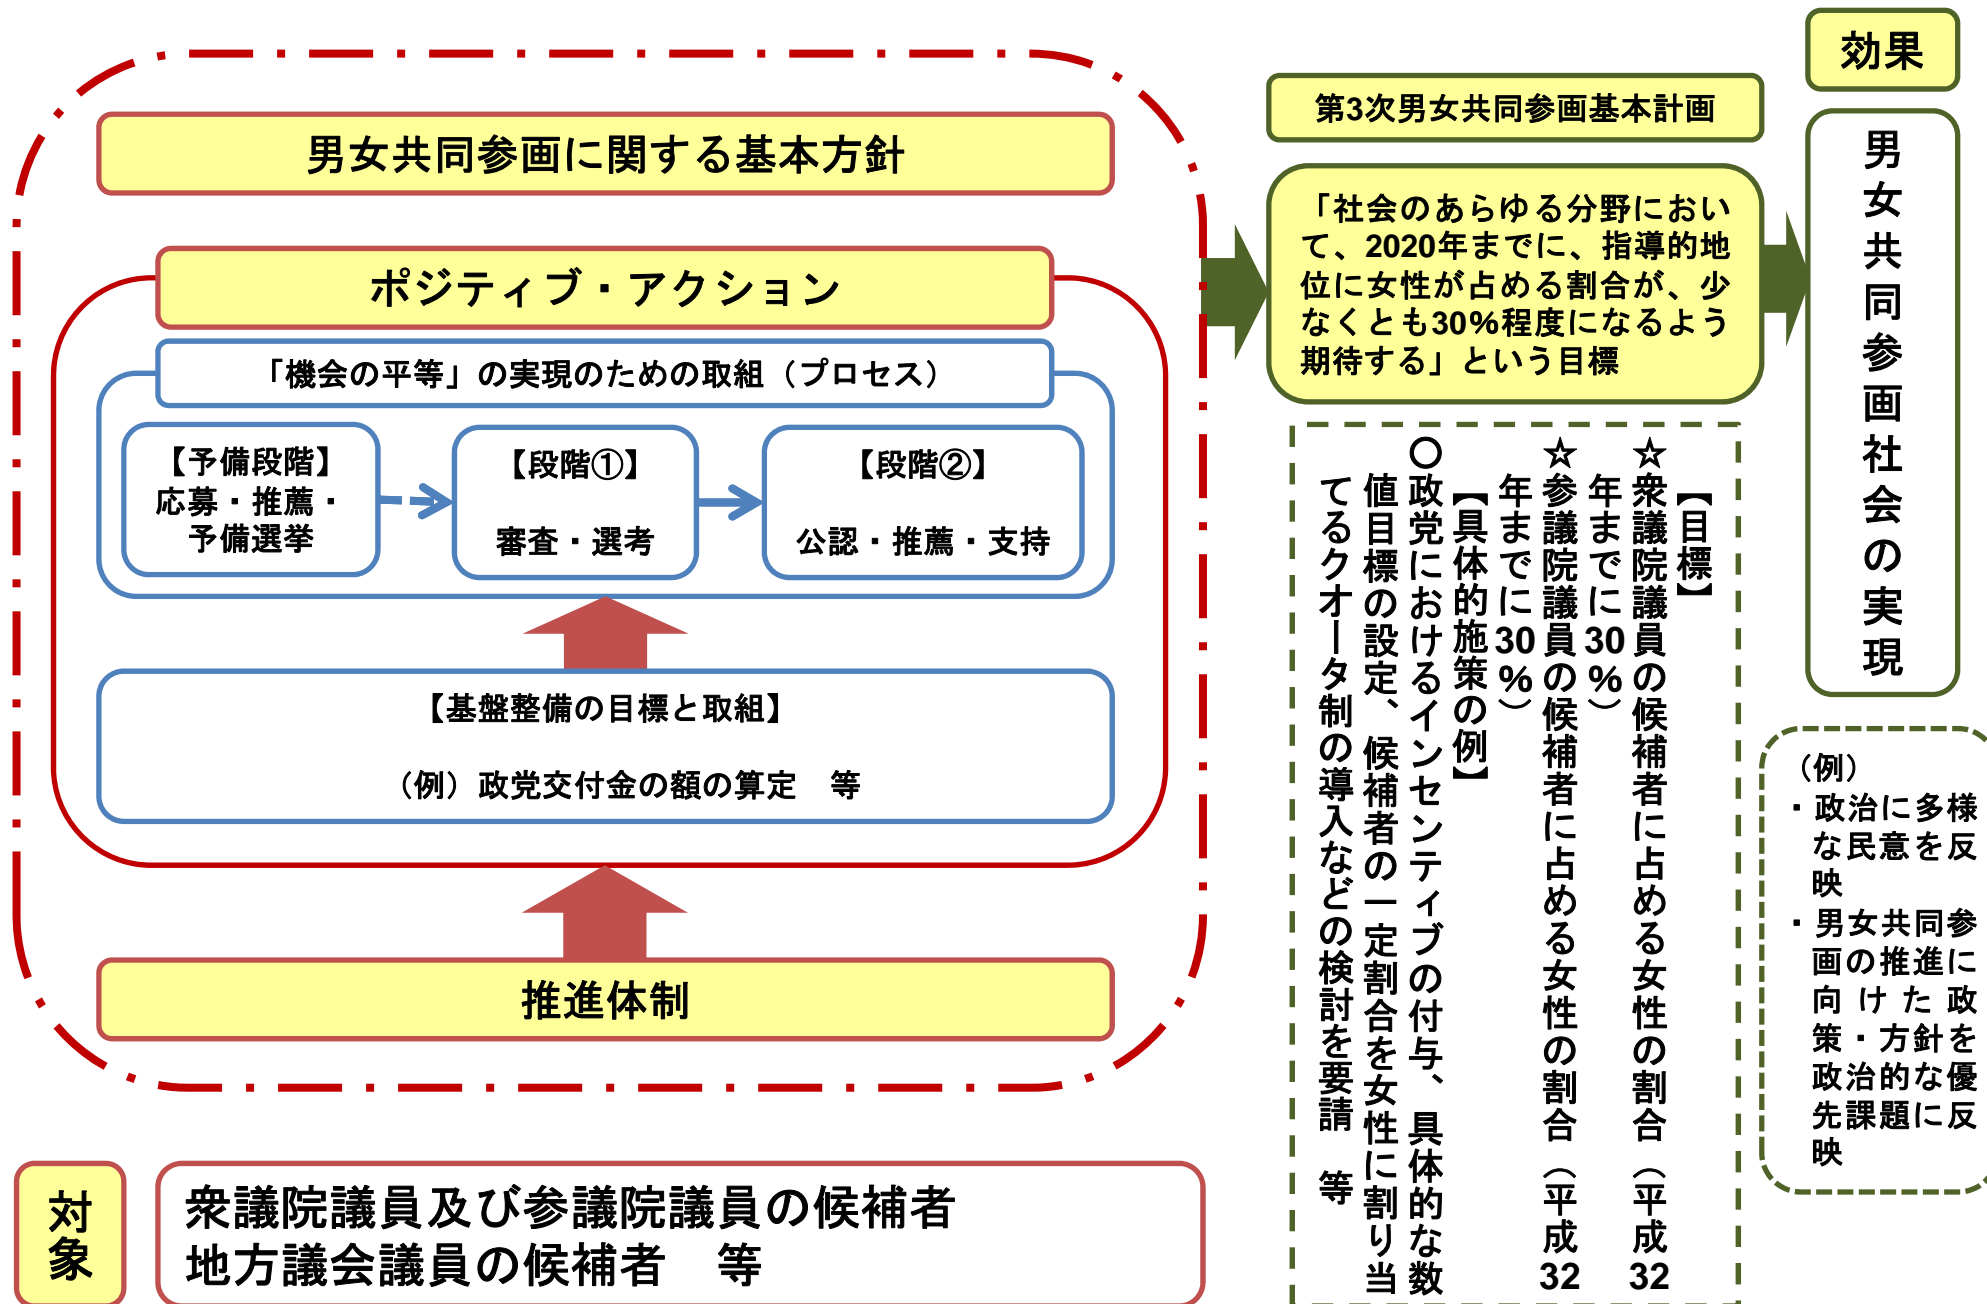 男女共同参画に関する基本方針
ポジティブ・アクション
「機会の平等」の実現のための取組（プロセス）
【予備段階】
応募・推薦・
予備選挙
【段階①】
審査・選考
【段階②】
公認・推薦・支持
【基盤整備の目標と取組】
（例）政党交付金の額の算定　等
推進体制
対象
衆議院議員及び参議院議員の候補者
地方議会議員の候補者　等
第3次男女共同参画基本計画
「社会のあらゆる分野におい
て、2020年までに、指導的地
位に女性が占める割合が、少
なくとも30％程度になるよう
期待する」という目標
【目標】
☆衆議院議員の候補者に占める女性の割合（平成32
年までに30％）
☆参議院議員の候補者に占める女性の割合（平成32
年までに30％）
【具体的施策の例】
〇政党におけるインセンティブの付与、具体的な数
値目標の設定、候補者の一定割合を女性に割り当
てるクオータ制の導入などの検討を要請　等
効果
男女共同参画社会の実現
（例）
・政治に多様
な民意を反
映
・男女共同参
画の推進に
向けた政
策・方針を
政治的な優
先課題に反
映